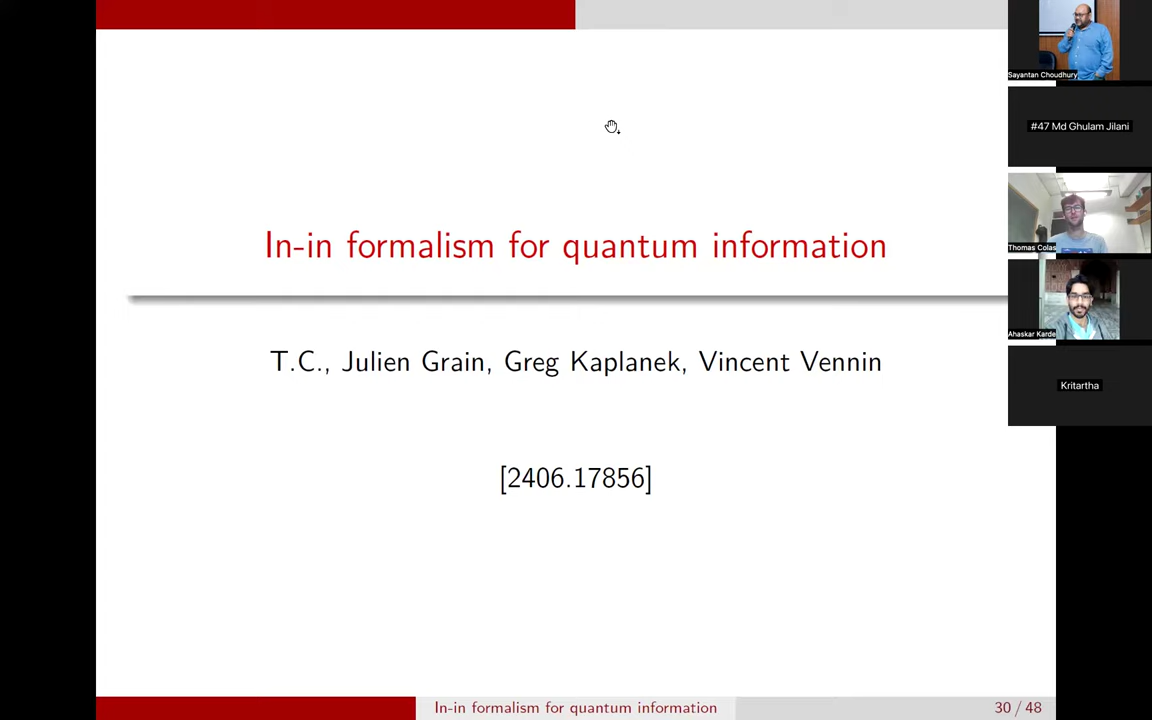 In-in formalism for quantum information
T.C., Julien Grain, Greg Kaplanek, Vincent Vennin
[2406.17856]
In-in formalism for quantum information
30 / 48
Sayantan Choudhury
#47 Md Ghulam Jilani
Thomas Colas
Ahaskar Karde
Kritartha